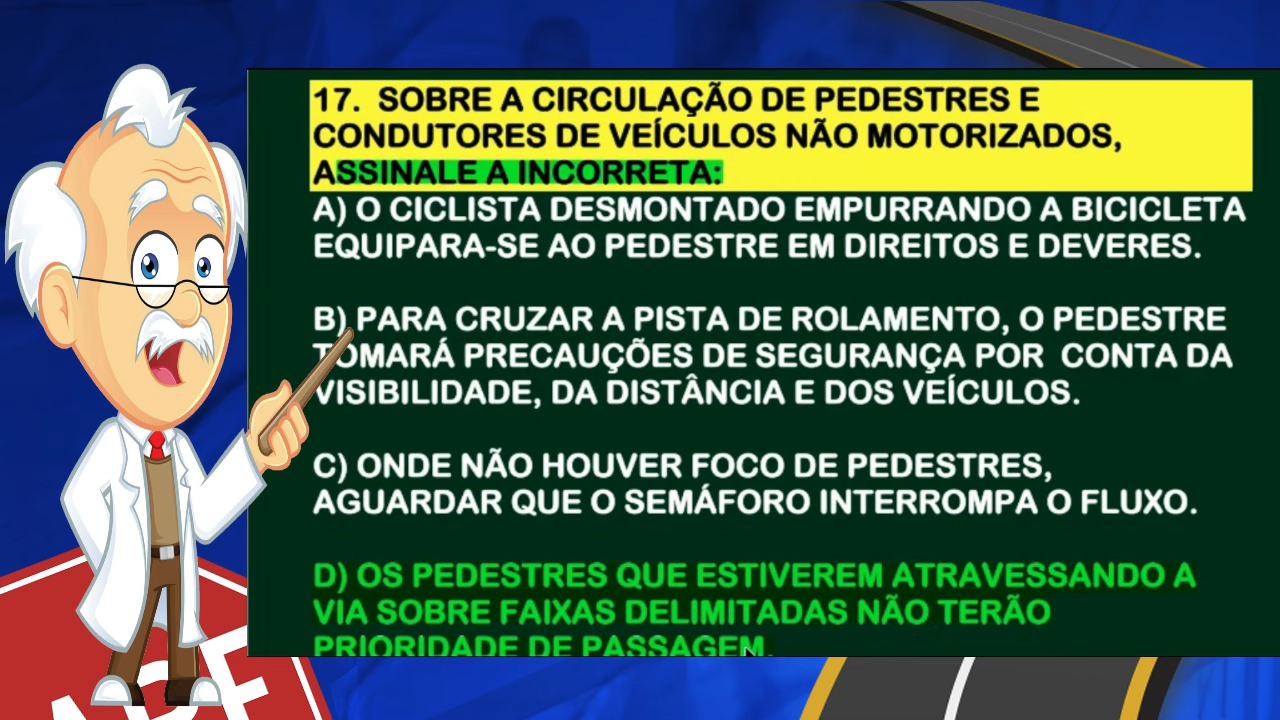 17. SOBRE A CIRCULAÇÃO DE PEDESTRES E
CONDUTORES DE VEÍCULOS NÃO MOTORIZADOS,
ASSINALE A INCORRETA:
A) O CICLISTA DESMONTADO EMPURRANDO A BICICLETA
EQUIPARA-SE AO PEDESTRE EM DIREITOS E DEVERES.
B) PARA CRUZAR A PISTA DE ROLAMENTO, O PEDESTRE
TOMARÁ PRECAUÇÕES DE SEGURANÇA POR CONTA DA
VISIBILIDADE, DA DISTÂNCIA E DOS VEÍCULOS.
C) ONDE NÃO HOUVER FOCO DE PEDESTRES,
AGUARDAR QUE O SEMÁFORO INTERROMPA O FLUXO.
D) OS PEDESTRES QUE ESTIVEREM ATRAVESSANDO A
VIA SOBRE FAIXAS DELIMITADAS NÃO TERÃO
PRIORIDADE DE PASSAGEM.